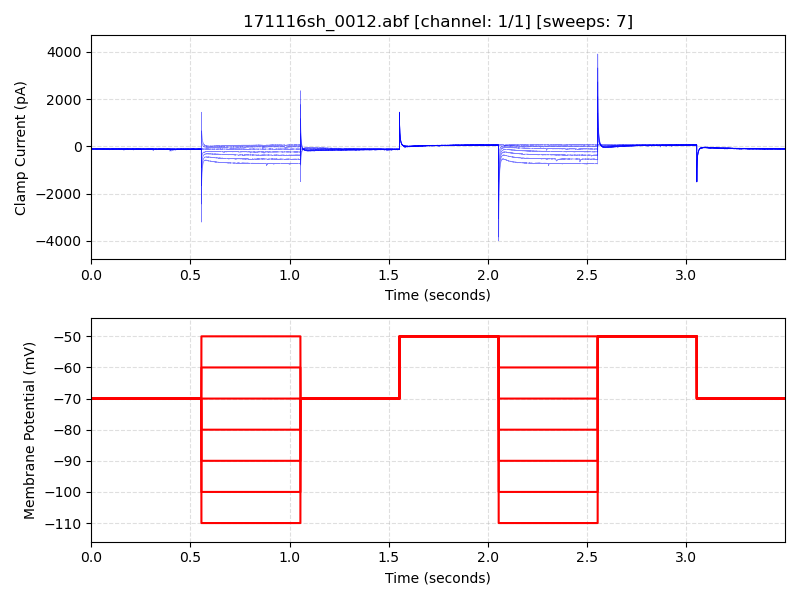 171116sh_0012.abf [channel: 1/1] [sweeps: 7]
4000
2000
0
−2000
−4000
Clamp Current (pA)
0.0 0.5 1.0 1.5 2.0 2.5 3.0
Time (seconds)
−50
−60
−70
−80
−90
−100
−110
Membrane Potential (mV)
0.0 0.5 1.0 1.5 2.0 2.5 3.0
Time (seconds)